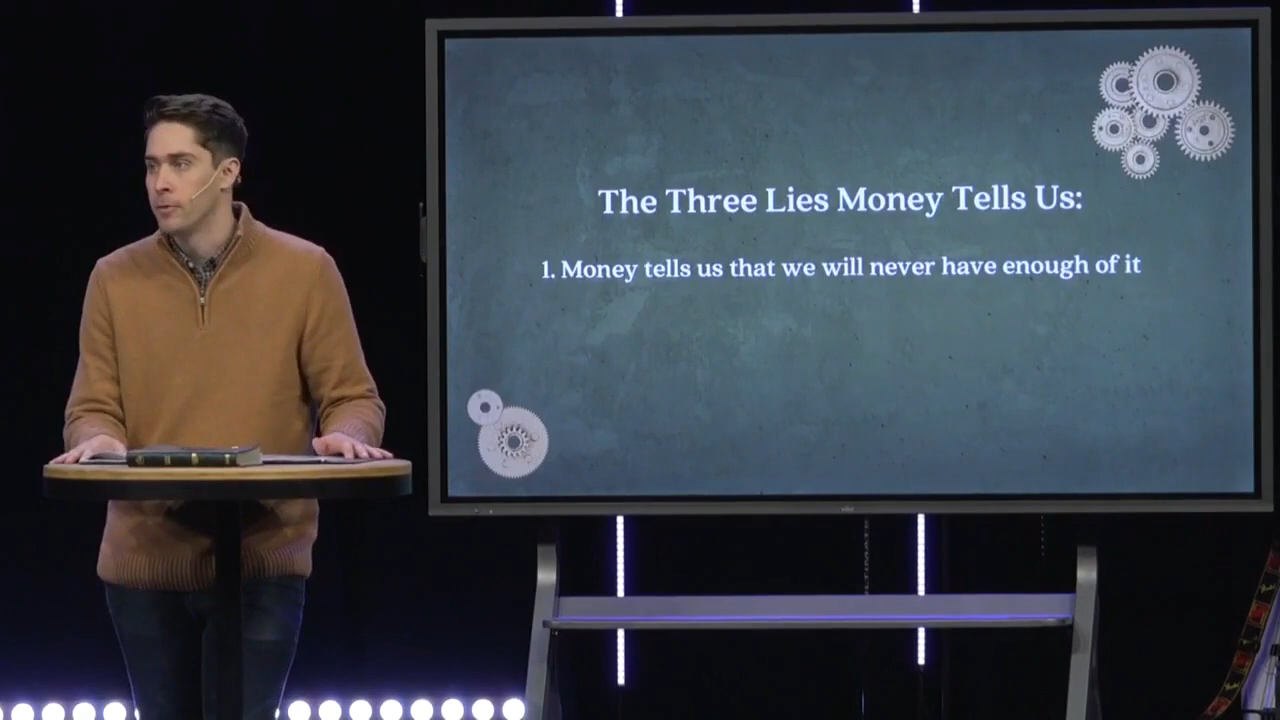 The Three Lies Money Tells Us:
1. Money tells us that we will never have enough of it